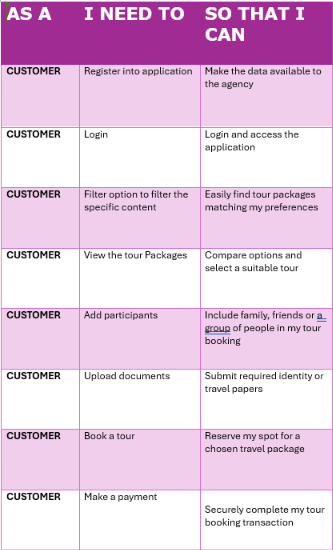 AS A I NEED TO SO THAT I
CAN
CUSTOMER Register into application Make the data available to
the agency
CUSTOMER Login Login and access the
application
CUSTOMER Filter option to filter the Easily find tour packages
specific content matching my preferences
CUSTOMER View the tour Packages Compare options and
select a suitable tour
CUSTOMER Add participants Include family, friends or a
group of people in my tour
booking
CUSTOMER Upload documents Submit required identity or
travel papers
CUSTOMER Book a tour Reserve my spot for a
chosen travel package
CUSTOMER Make a payment
Securely complete my tour
booking transaction